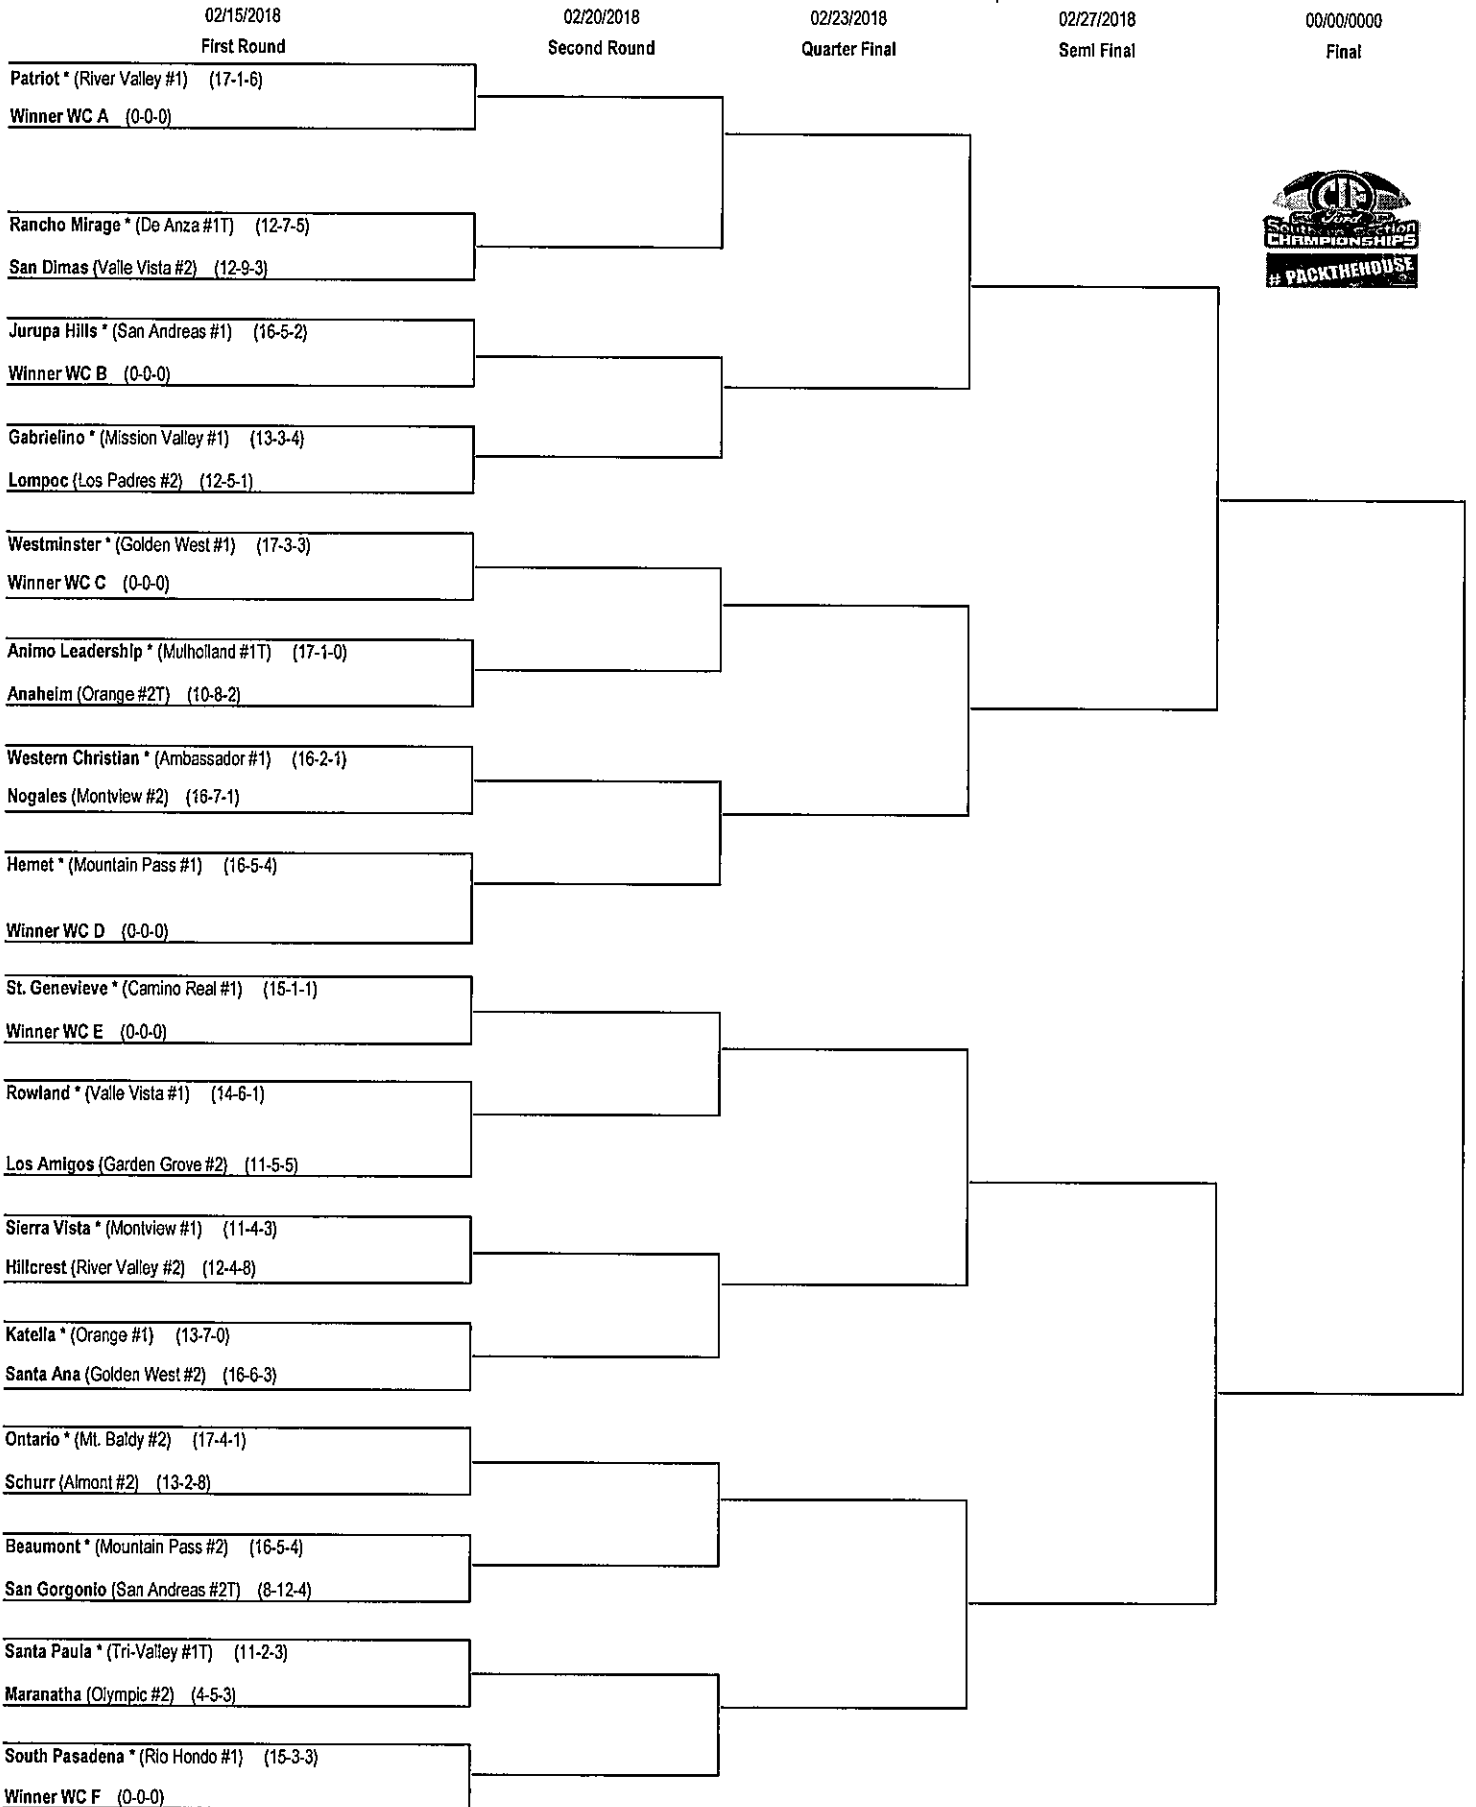 02/15/2018 02/20/2018 02/23/2018 02/27/2018 00/00/0000
First Round Second Round Quarter Final Semi Final Final
Patriot * (River Valley #1) (17-1-6)
Winner WC A (0-0-0)
Rancho Mirage * (De Anza #1T) (12-7-5)
San Dimas (Valle Vista #2) (12-9-3)
CIF
Ford
Southern Section
CHAMPIONSHIPS
# PACKTHEHOUSE
Jurupa Hills * (San Andreas #1) (16-5-2)
Winner WC B (0-0-0)
Gabrielino * (Mission Valley #1) (13-3-4)
Lompoc (Los Padres #2) (12-5-1)
Westminster * (Golden West #1) (17-3-3)
Winner WC C (0-0-0)
Animo Leadership * (Mulholland #1T) (17-1-0)
Anaheim (Orange #2T) (10-8-2)
Western Christian * (Ambassador #1) (16-2-1)
Nogales (Montview #2) (16-7-1)
Hemet * (Mountain Pass #1) (16-5-4)
Winner WC D (0-0-0)
St. Genevieve * (Camino Real #1) (15-1-1)
Winner WC E (0-0-0)
Rowland * (Valle Vista #1) (14-6-1)
Los Amigos (Garden Grove #2) (11-5-5)
Sierra Vista * (Montview #1) (11-4-3)
Hillcrest (River Valley #2) (12-4-8)
Katella * (Orange #1) (13-7-0)
Santa Ana (Golden West #2) (16-6-3)
Ontario * (Mt. Baldy #2) (17-4-1)
Schurr (Almont #2) (13-2-8)
Beaumont * (Mountain Pass #2) (16-5-4)
San Gorgonio (San Andreas #2T) (8-12-4)
Santa Paula * (Tri-Valley #1T) (11-2-3)
Maranatha (Olympic #2) (4-5-3)
South Pasadena * (Rio Hondo #1) (15-3-3)
Winner WC F (0-0-0)